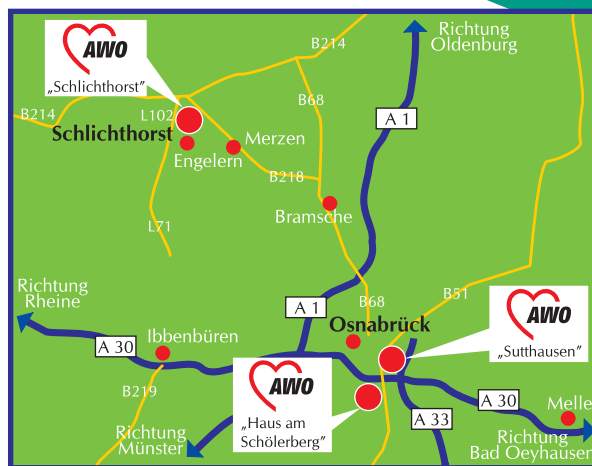 AWO
„Schlichthorst”
B214
Richtung
Oldenburg
B68
A 1
B214
L102
Schlichthorst
Merzen
Engelern
B218
Bramsche
L71
Richtung
Rheine
A 1
B68
B51
AWO
„Sutthausen”
Osnabrück
Ibbenbüren
A 30
AWO
„Haus am
Schölerberg”
B219
A 30
Melle
A 33
Richtung
Münster
Richtung
Bad Oeyhausen